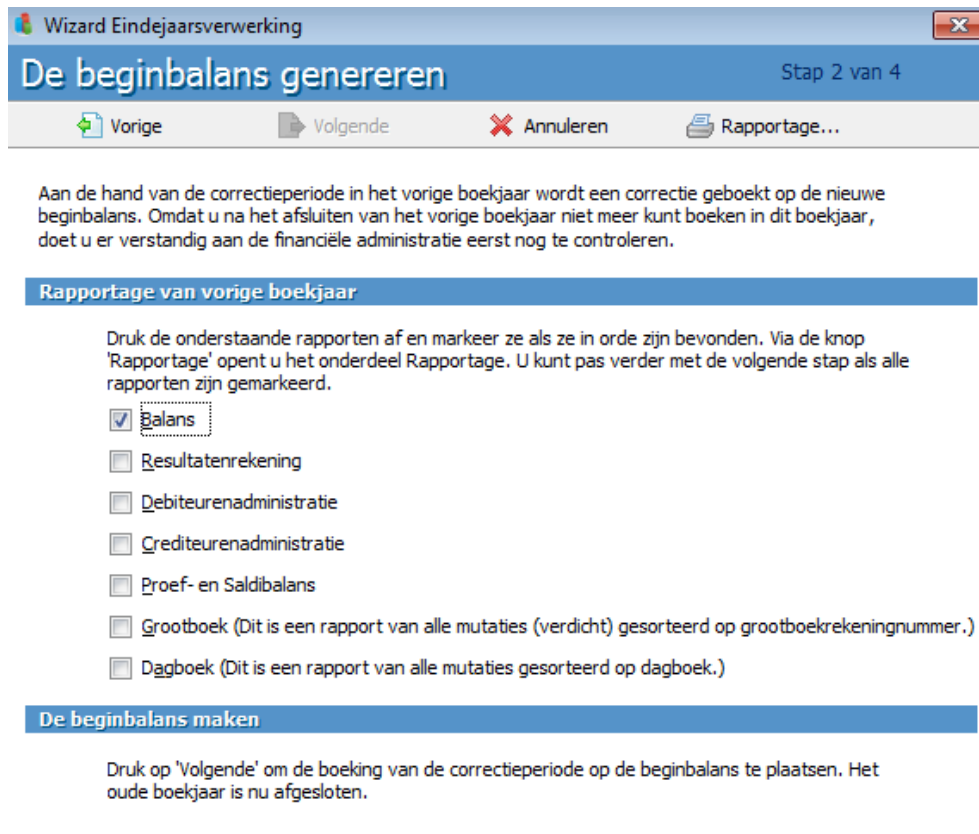 Wizard Eindejaarsverwerking
De beginbalans genereren
Stap 2 van 4
Vorige
Volgende
Annuleren
Rapportage...
Aan de hand van de correctieperiode in het vorige boekjaar wordt een correctie geboekt op de nieuwe
beginbalans. Omdat u na het afsluiten van het vorige boekjaar niet meer kunt boeken in dit boekjaar,
doet u er verstandig aan de financiële administratie eerst nog te controleren.
Rapportage van vorige boekjaar
Druk de onderstaande rapporten af en markeer ze als ze in orde zijn bevonden. Via de knop
'Rapportage' opent u het onderdeel Rapportage. U kunt pas verder met de volgende stap als alle
rapporten zijn gemarkeerd.
Balans
Resultatenrekening
Debiteurenadministratie
Crediteurenadministratie
Proef- en Saldibalans
Grootboek (Dit is een rapport van alle mutaties (verdicht) gesorteerd op grootboekrekeningnummer.)
Dagboek (Dit is een rapport van alle mutaties gesorteerd op dagboek.)
De beginbalans maken
Druk op 'Volgende' om de boeking van de correctieperiode op de beginbalans te plaatsen. Het
oude boekjaar is nu afgesloten.